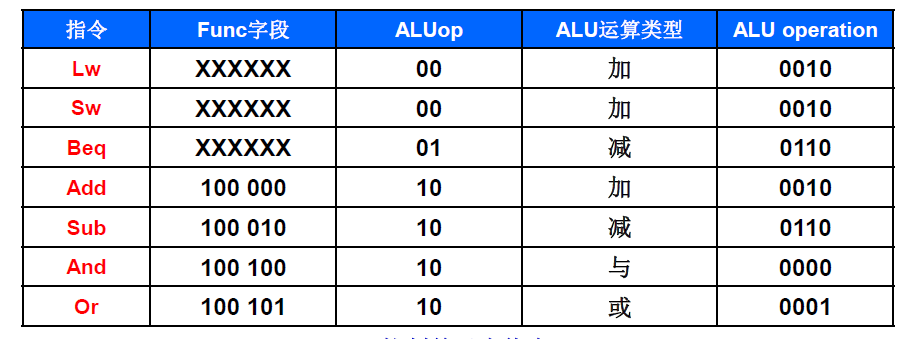 指令 Func字段 ALUop ALU运算类型 ALU operation
Lw XXXXXX 00 加 0010
Sw XXXXXX 00 加 0010
Beq XXXXXX 01 减 0110
Add 100 000 10 加 0010
Sub 100 010 10 减 0110
And 100 100 10 与 0000
Or 100 101 10 或 0001